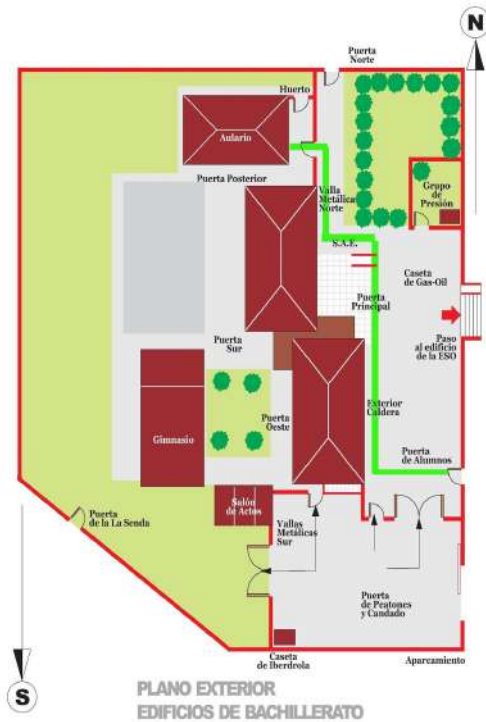 N
Puerta
Norte
Huerto
Aulario
Grupo
de
Presión
Puerta Posterior
Valla
Metálica
Norte
S.A.E.
Caseta
de Gas-Oil
Puerta
Principal
Paso
al edificio
de la ESO
Puerta
Sur
Gimnasio
Puerta
Oeste
Exterior
Caldera
Puerta
de Alumnos
Salón
de Actos
Puerta
de la La Senda
Vallas
Metálicas
Sur
Puerta
de Peatones
y Candado
Caseta
de Iberdrola
Aparcamiento
S
PLANO EXTERIOR
EDIFICIOS DE BACHILLERATO